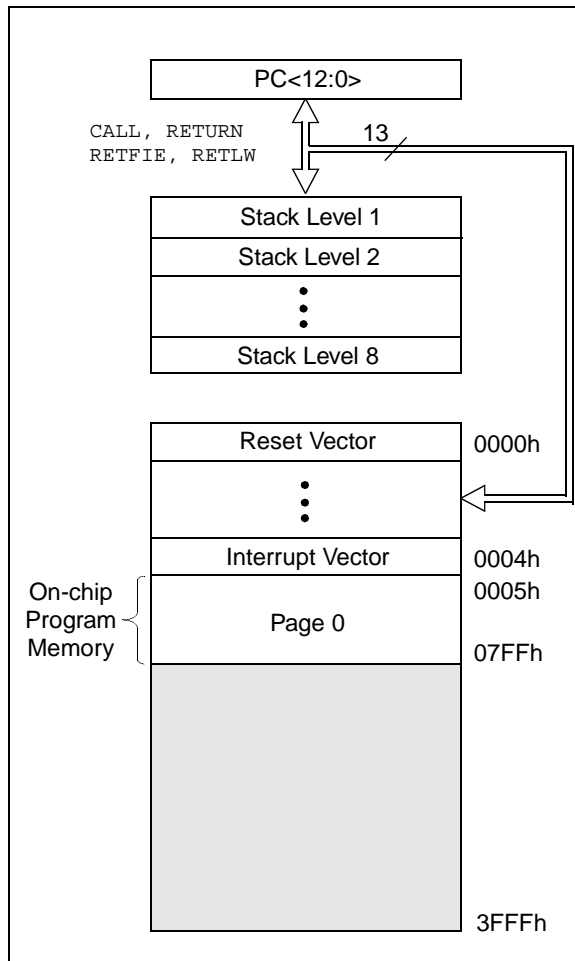 PC<12:0>
CALL, RETURN
RETFIE, RETLW
13
Stack Level 1
Stack Level 2
Stack Level 8
Reset Vector
0000h
Interrupt Vector
0004h
On-chip
Program
Memory
0005h
Page 0
07FFh
3FFFh